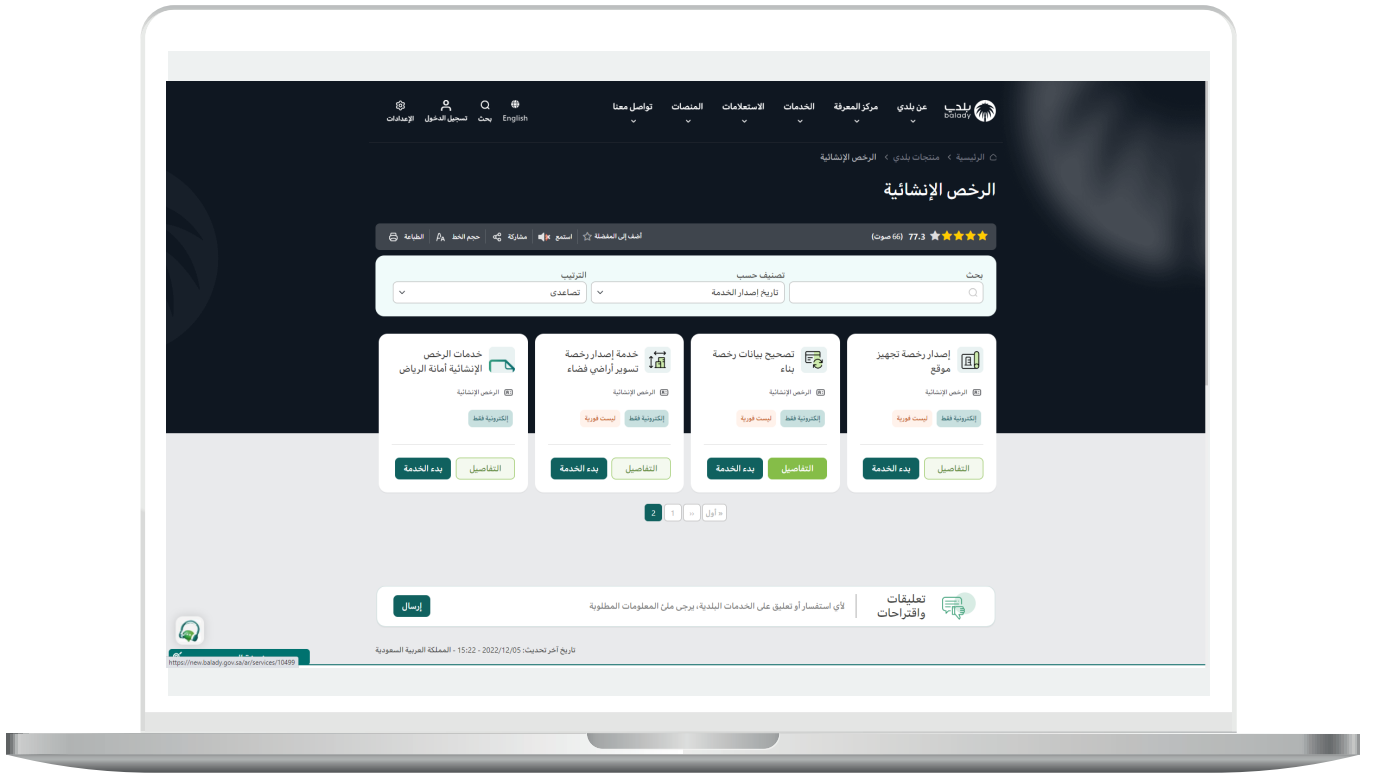 بلدي
balady
عن بلدي
مركز المعرفة
الخدمات
الاستعلامات
المنصات
تواصل معنا
English
بحث
تسجيل الدخول
الإعدادات
الرئيسية > منتجات بلدي > الرخص الإنشائية
الرخص الإنشائية
77.3 (66 صوت)
أضف إلى المفضلة
استمع
مشاركة
حجم الخط
الطباعة
بحث
تصنيف حسب
تاريخ إصدار الخدمة
الترتيب
تصاعدى
إصدار رخصة تجهيز
موقع
الرخص الإنشائية
إلكترونية فقط
ليست فورية
التفاصيل
بدء الخدمة
تصحيح بيانات رخصة
بناء
الرخص الإنشائية
إلكترونية فقط
ليست فورية
التفاصيل
بدء الخدمة
خدمة إصدار رخصة
تسوير أراضي فضاء
الرخص الإنشائية
إلكترونية فقط
ليست فورية
التفاصيل
بدء الخدمة
خدمات الرخص
الإنشائية أمانة الرياض
الرخص الإنشائية
إلكترونية فقط
التفاصيل
بدء الخدمة
« أول
‹‹
1
2
تعليقات
واقتراحات
لأي استفسار أو تعليق على الخدمات البلدية، يرجى ملئ المعلومات المطلوبة
إرسال
تاريخ آخر تحديث: 2022/12/05 - 15:22 - المملكة العربية السعودية
https://new.balady.gov.sa/ar/services/10499